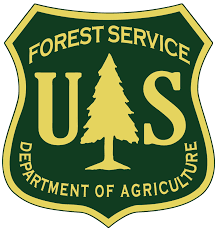 FOREST SERVICE
U S
DEPARTMENT OF AGRICULTURE